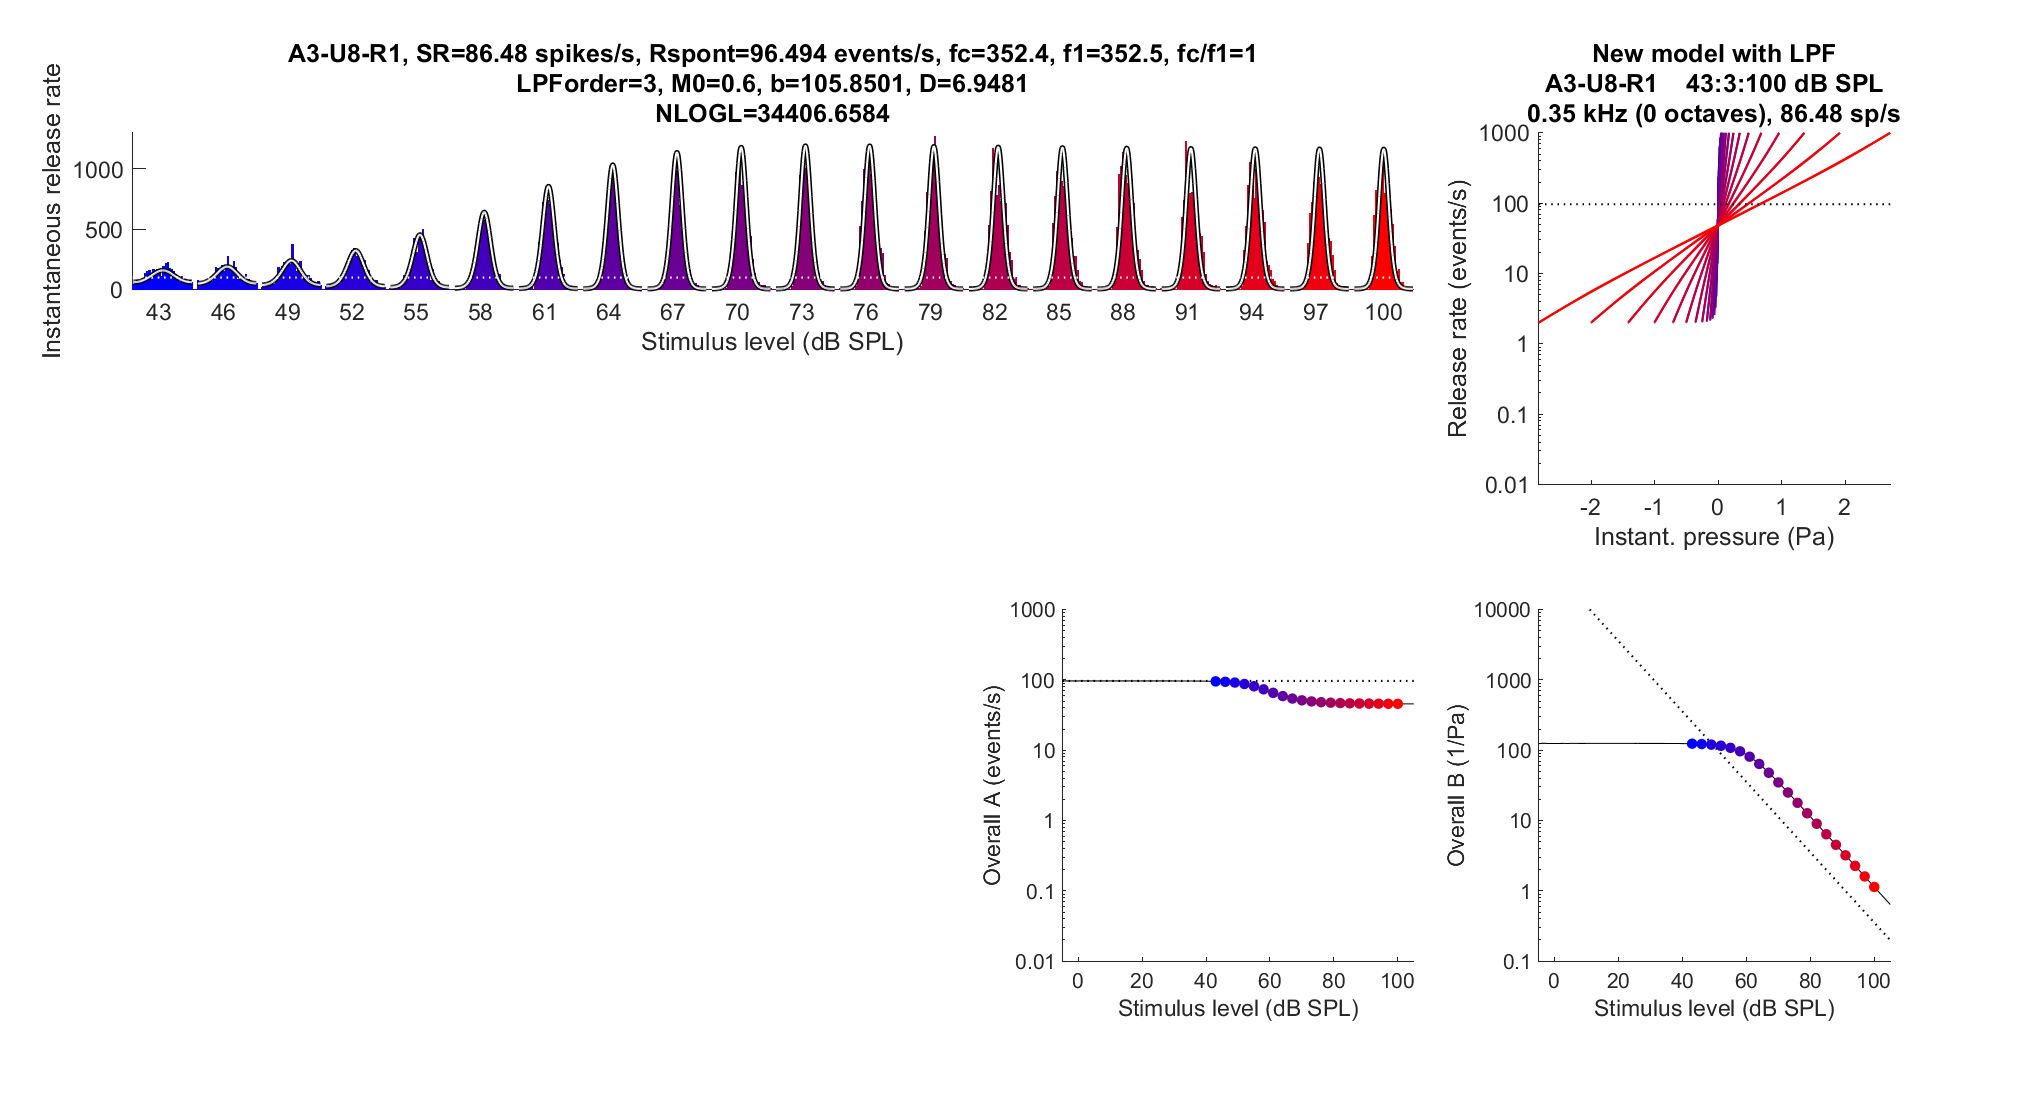 A3-U8-R1, SR=86.48 spikes/s, Rspont=96.494 events/s, fc=352.4, f1=352.5, fc/f1=1
LPForder=3, M0=0.6, b=105.8501, D=6.9481
NLOGL=34406.6584
Instantaneous release rate
1000
500
0
43 46 49 52 55 58 61 64 67 70 73 76 79 82 85 88 91 94 97 100
Stimulus level (dB SPL)
New model with LPF
A3-U8-R1 43:3:100 dB SPL
0.35 kHz (0 octaves), 86.48 sp/s
Release rate (events/s)
1000
100
10
1
0.1
0.01
-2 -1 0 1 2
Instant. pressure (Pa)
Overall A (events/s)
1000
100
10
1
0.1
0.01
0 20 40 60 80 100
Stimulus level (dB SPL)
Overall B (1/Pa)
10000
1000
100
10
1
0.1
0 20 40 60 80 100
Stimulus level (dB SPL)